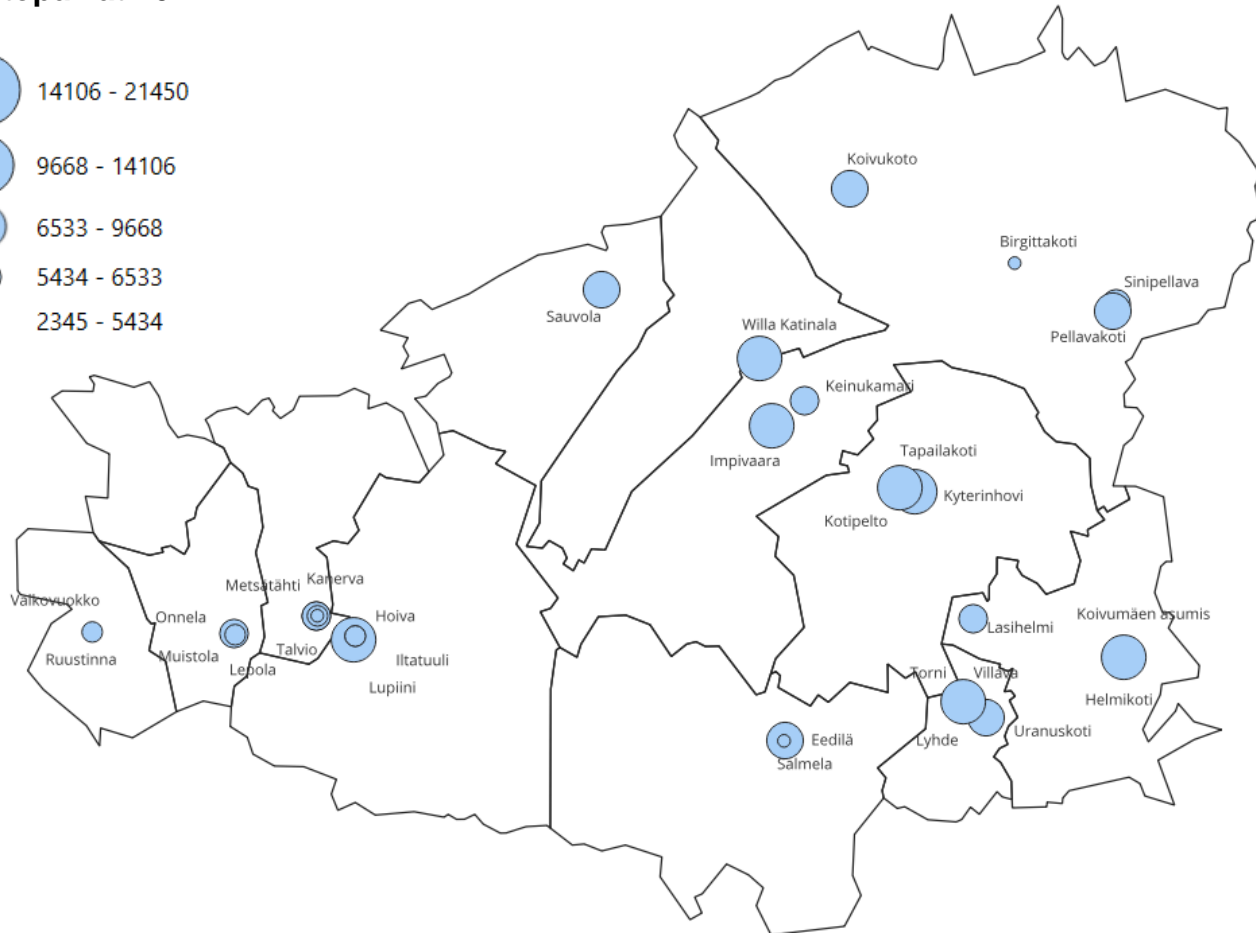 14106 - 21450
9668 - 14106
6533 - 9668
5434 - 6533
2345 - 5434
Koivukoto
Birgittakoti
Sinipellava
Pellavakoti
Sauvola
Willa Katinala
Keinukamari
Impivaara
Tapailakoti
Kyterinhovi
Kotipelto
Valkovuokko
Ruustinna
Onnela
Muistola
Lepola
Metsätähti
Kanerva
Talvio
Hoiva
Iltatuuli
Lupiini
Lasihelmi
Koivumäen asumis
Helmikoti
Torni
Villava
Lyhde
Uranuskoti
Eedilä
Salmela